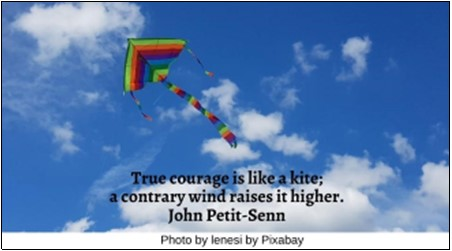 True courage is like a kite;
a contrary wind raises it higher.
John Petit-Senn
Photo by lenesi by Pixabay